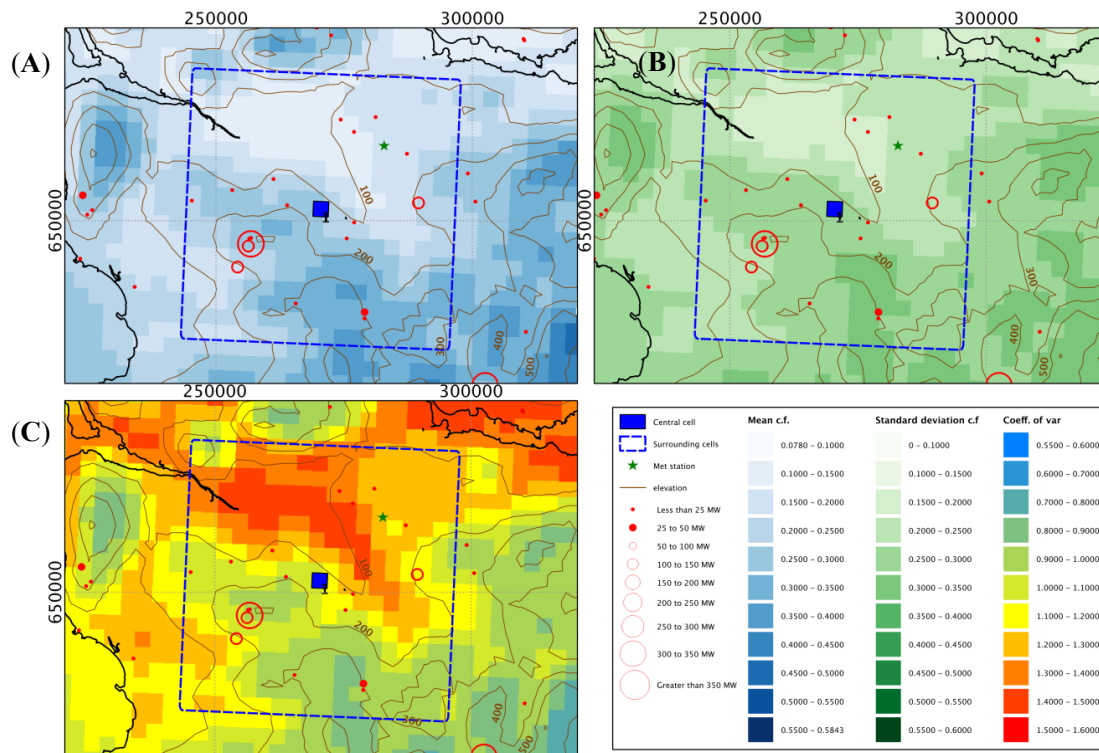 250000 300000 250000 300000
(A) (B)
100 100
650000 650000
200 200
300 300
300 400 400
500 500
(C)
100
650000
200
300 400
500
Central cell
Surrounding cells
Met station
elevation
Less than 25 MW
25 to 50 MW
50 to 100 MW
100 to 150 MW
150 to 200 MW
200 to 250 MW
250 to 300 MW
300 to 350 MW
Greater than 350 MW
Mean c.f.
0.0780 – 0.1000
0.1000 – 0.1500
0.1500 – 0.2000
0.2000 – 0.2500
0.2500 – 0.3000
0.3000 – 0.3500
0.3500 – 0.4000
0.4000 – 0.4500
0.4500 – 0.5000
0.5000 – 0.5500
0.5500 – 0.5843
Standard deviation c.f
0 – 0.1000
0.1000 – 0.1500
0.1500 – 0.2000
0.2000 – 0.2500
0.2500 – 0.3000
0.3000 – 0.3500
0.3500 – 0.4000
0.4000 – 0.4500
0.4500 – 0.5000
0.5000 – 0.5500
0.5500 – 0.6000
Coeff. of var
0.5500 – 0.6000
0.6000 – 0.7000
0.7000 – 0.8000
0.8000 – 0.9000
0.9000 – 1.0000
1.0000 – 1.1000
1.1000 – 1.2000
1.2000 – 1.3000
1.3000 – 1.4000
1.4000 – 1.5000
1.5000 – 1.6000